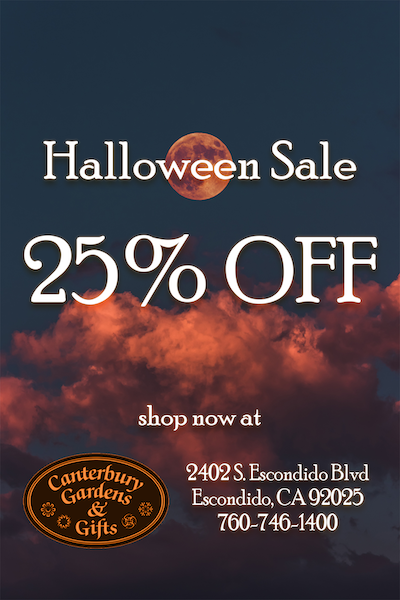 Halloween Sale
25% OFF
shop now at
Canterbury
Gardens
&
Gifts
2402 S. Escondido Blvd
Escondido, CA 92025
760-746-1400